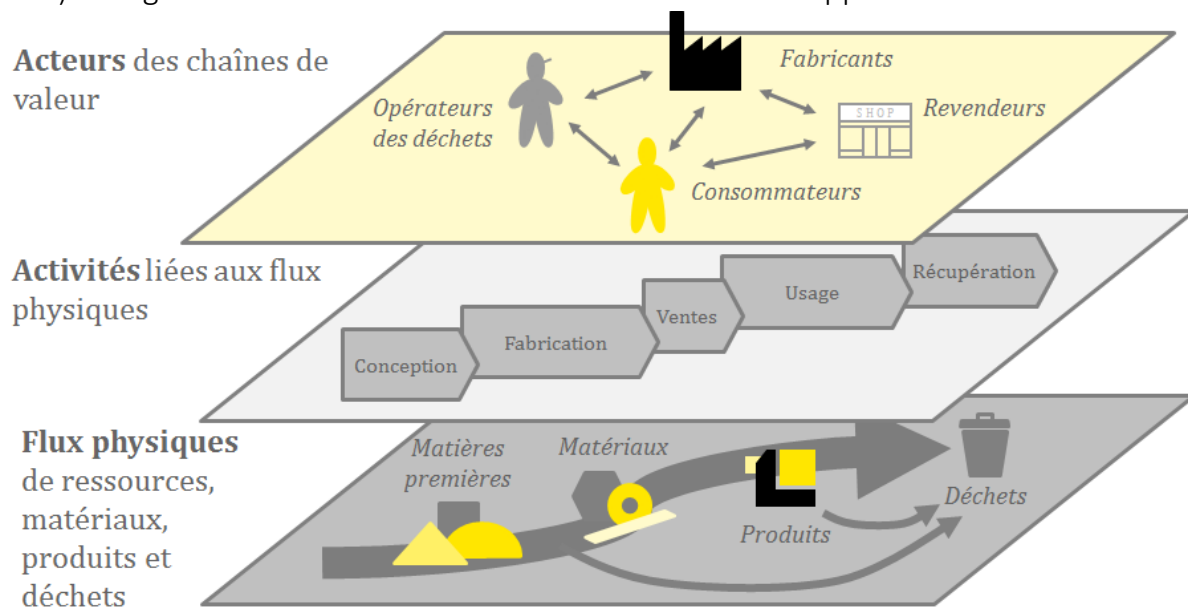 Acteurs des chaînes de
valeur
Fabricants
Opérateurs
des déchets
SHOP
Revendeurs
Consommateurs
Activités liées aux flux
physiques
Conception
Fabrication
Ventes
Usage
Récupération
Flux physiques
de ressources,
matériaux,
produits et
déchets
Matières
premières
Matériaux
Produits
Déchets